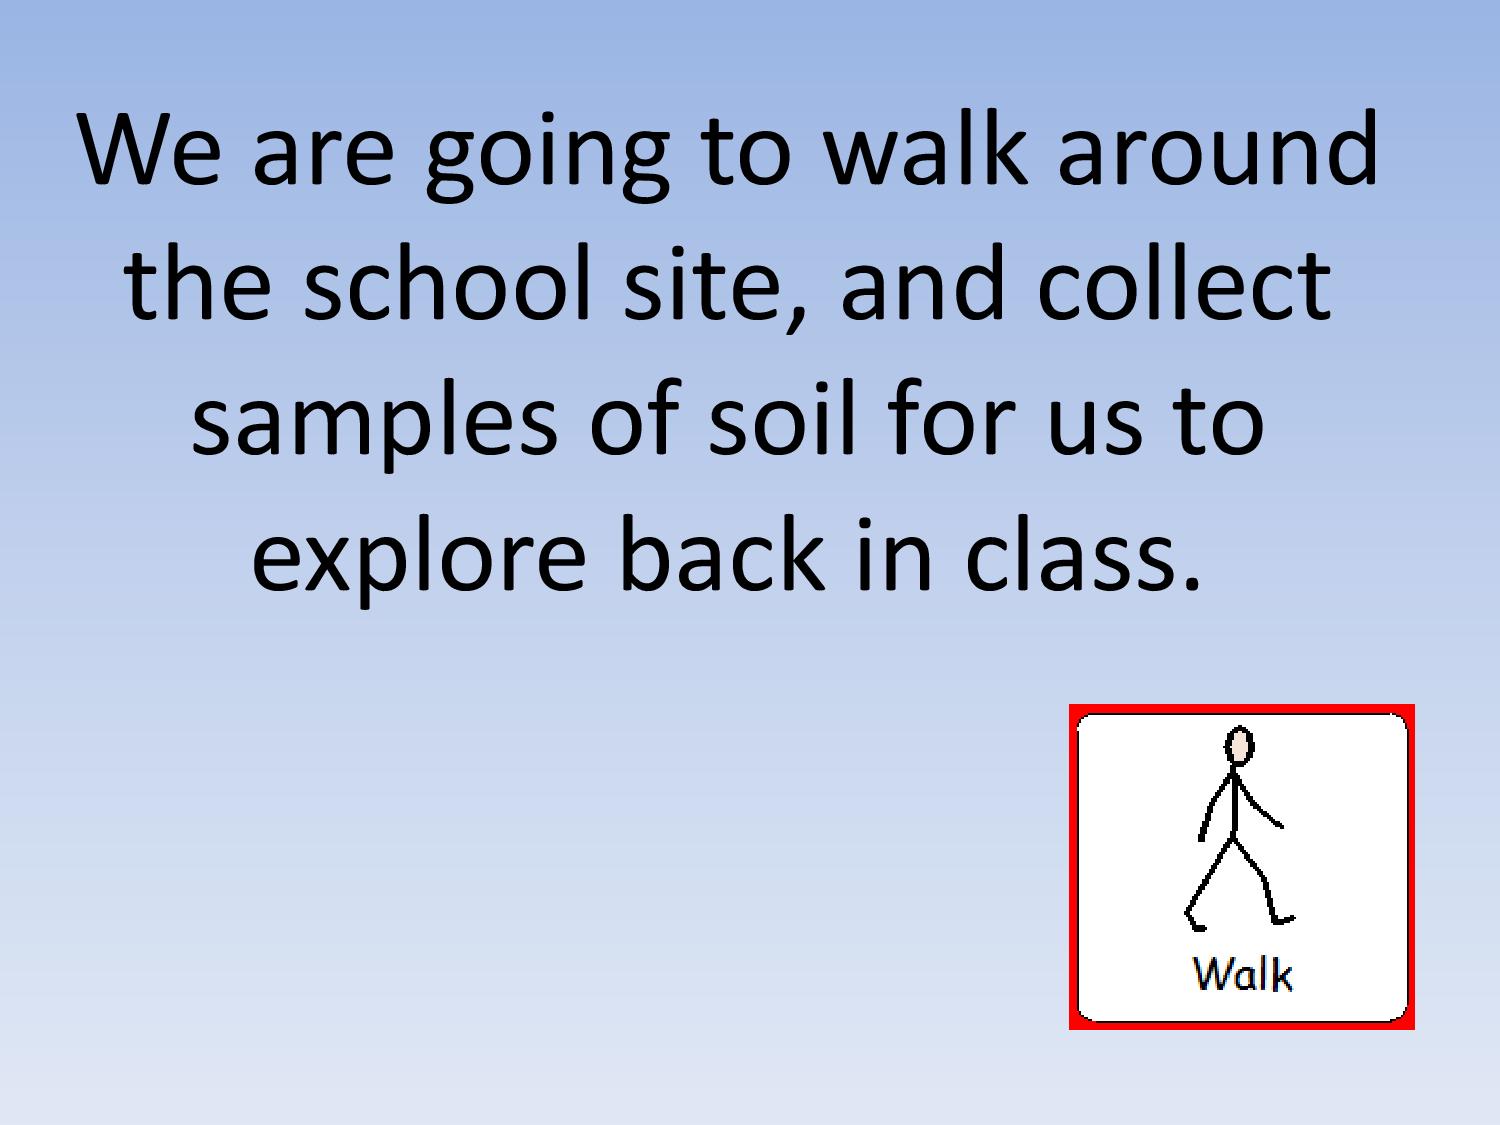 We are going to walk around
the school site, and collect
samples of soil for us to
explore back in class.
Walk